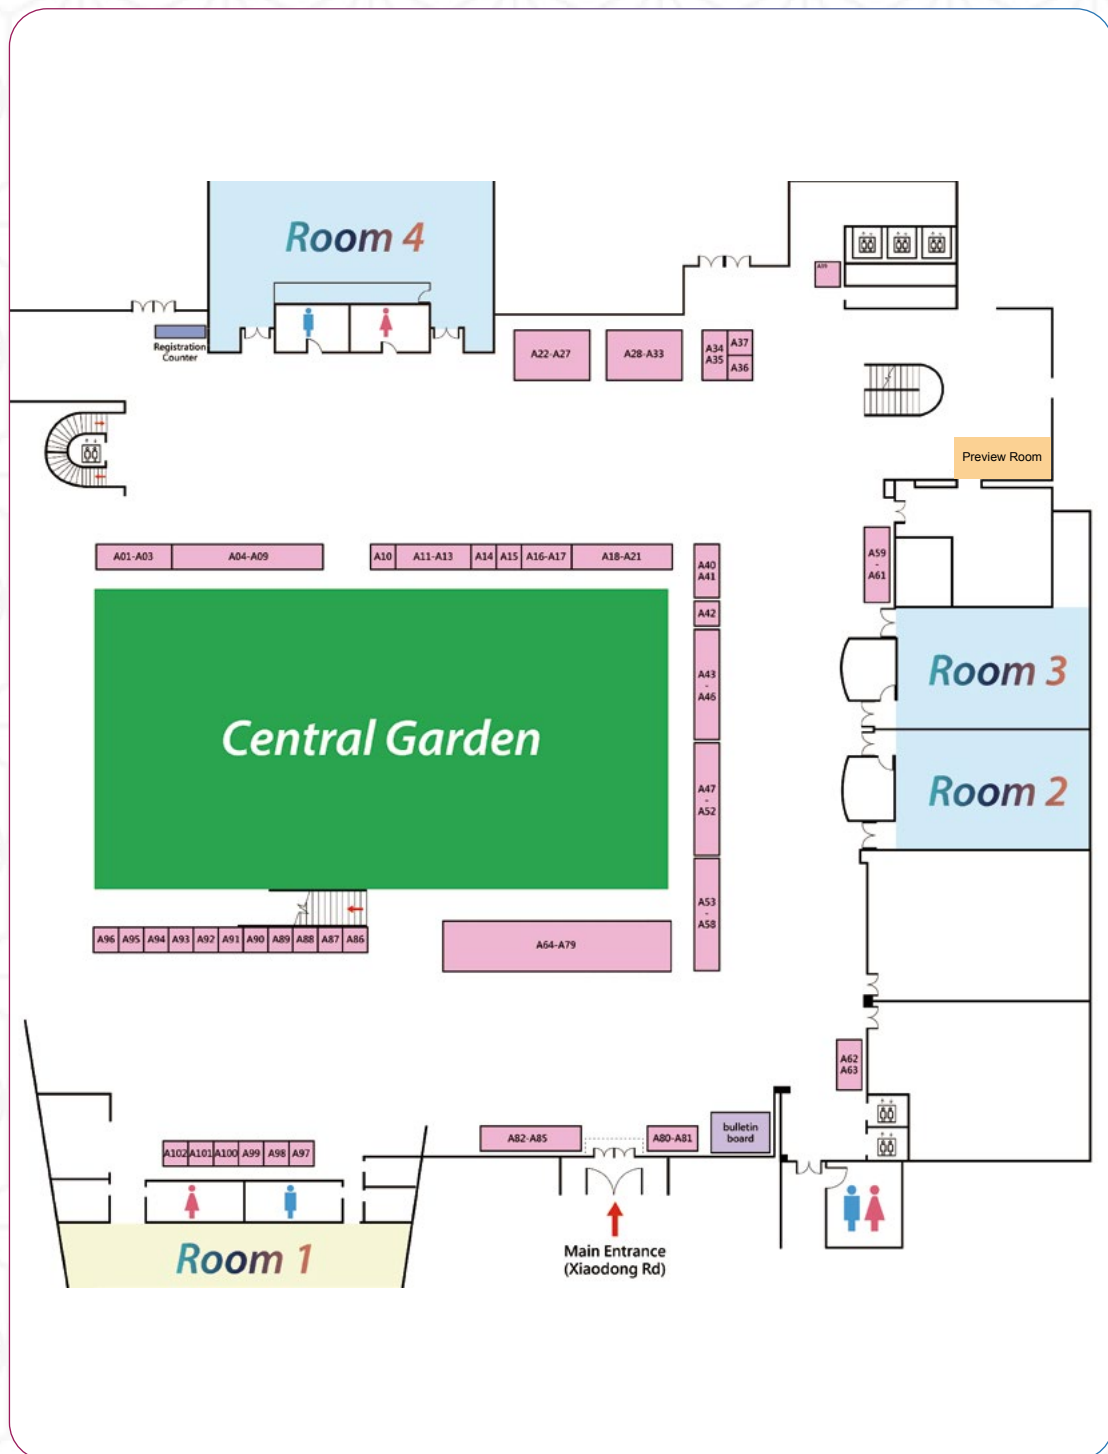 Room 4
A39
Registration
Counter
A22-A27
A28-A33
A34
A35
A37
A36
Preview Room
A01-A03
A04-A09
A10
A11-A13
A14
A15
A16-A17
A18-A21
A40
A41
A59
-
A61
A42
A43
-
A46
Room 3
Central Garden
A47
-
A52
Room 2
A53
-
A58
A96
A95
A94
A93
A92
A91
A90
A89
A88
A87
A86
A64-A79
A62
A63
A82-A85
A80-A81
bulletin
board
A102
A101
A100
A99
A98
A97
Room 1
Main Entrance
(Xiaodong Rd)